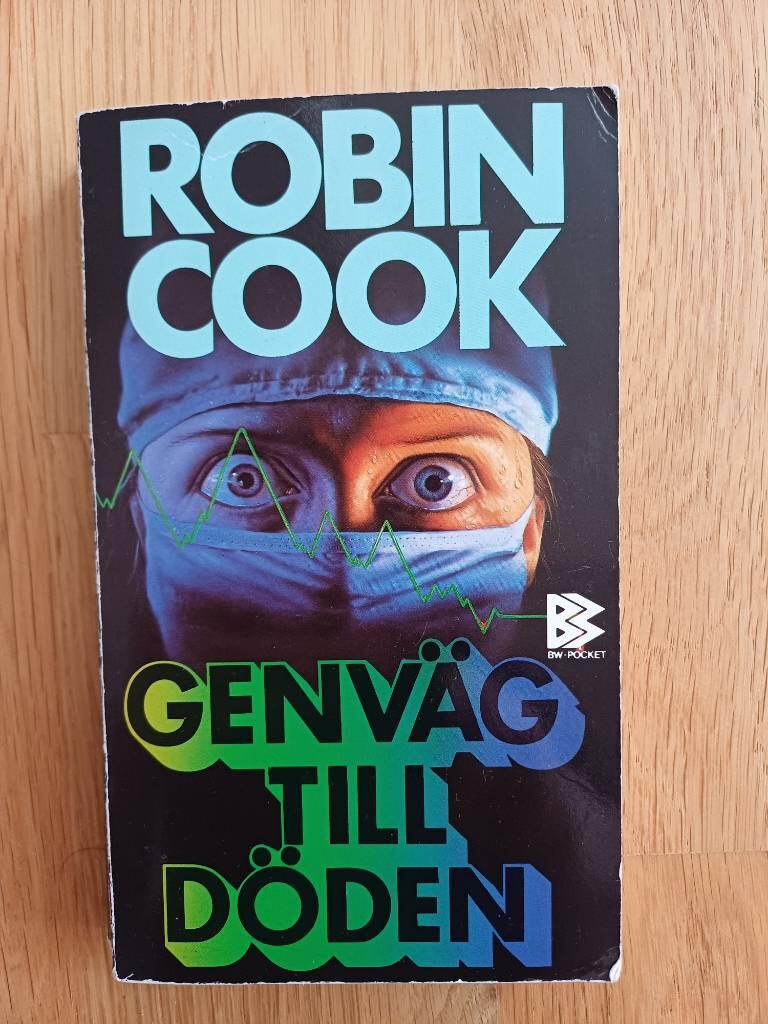 ROBIN
COOK
BW-POCKET
GENVÄG
TILL
DÖDEN